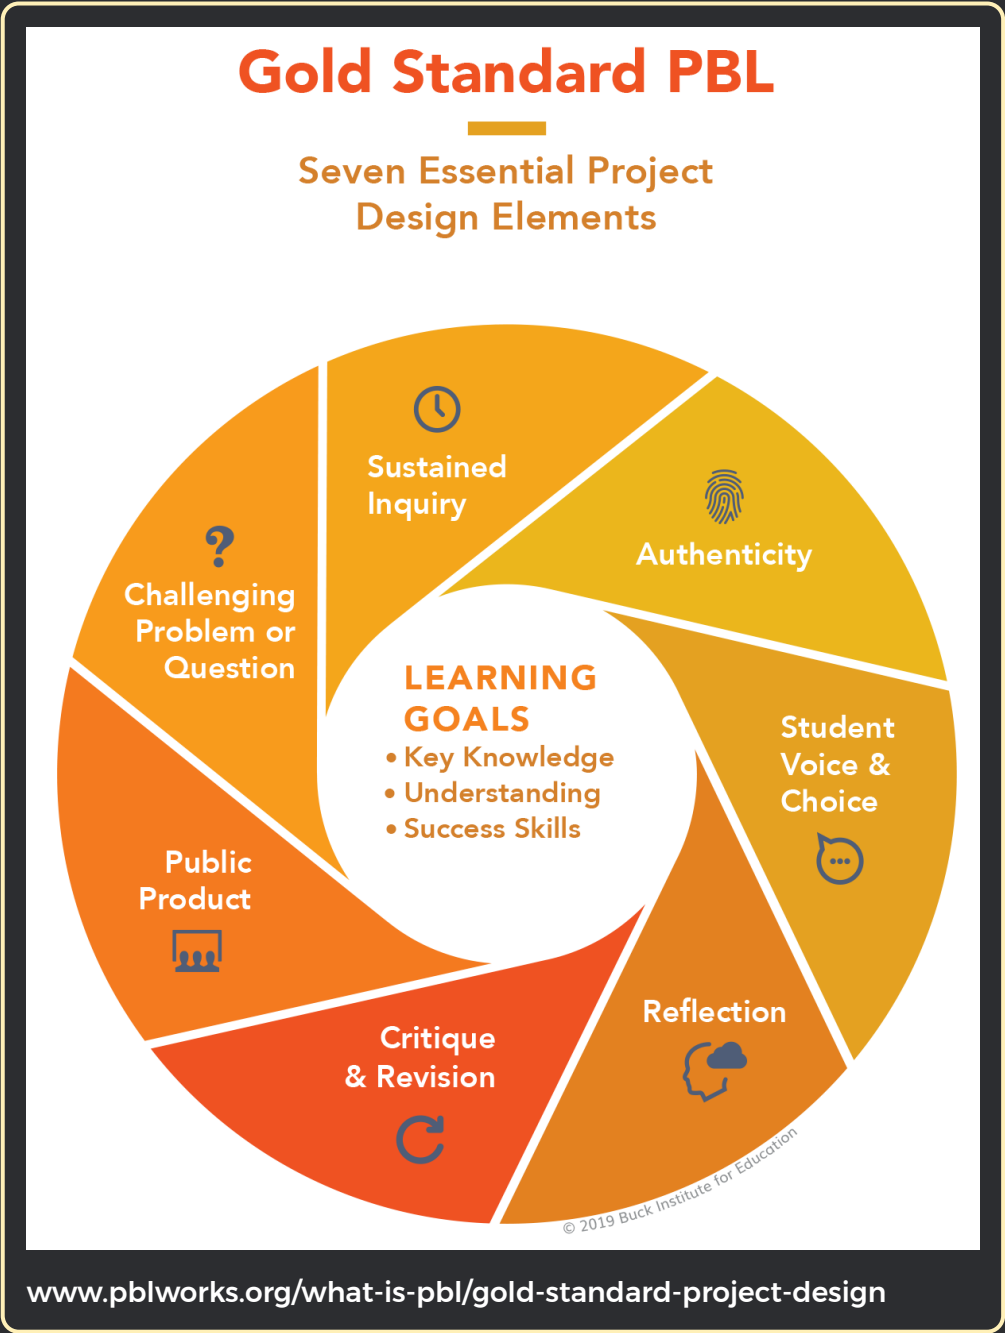 Gold Standard PBL
Seven Essential Project
Design Elements
Sustained
Inquiry
Authenticity
Challenging
Problem or
Question
LEARNING
GOALS
• Key Knowledge
• Understanding
• Success Skills
Student
Voice &
Choice
Public
Product
Reflection
Critique
& Revision
© 2019 Buck Institute for Education
www.pblworks.org/what-is-pbl/gold-standard-project-design